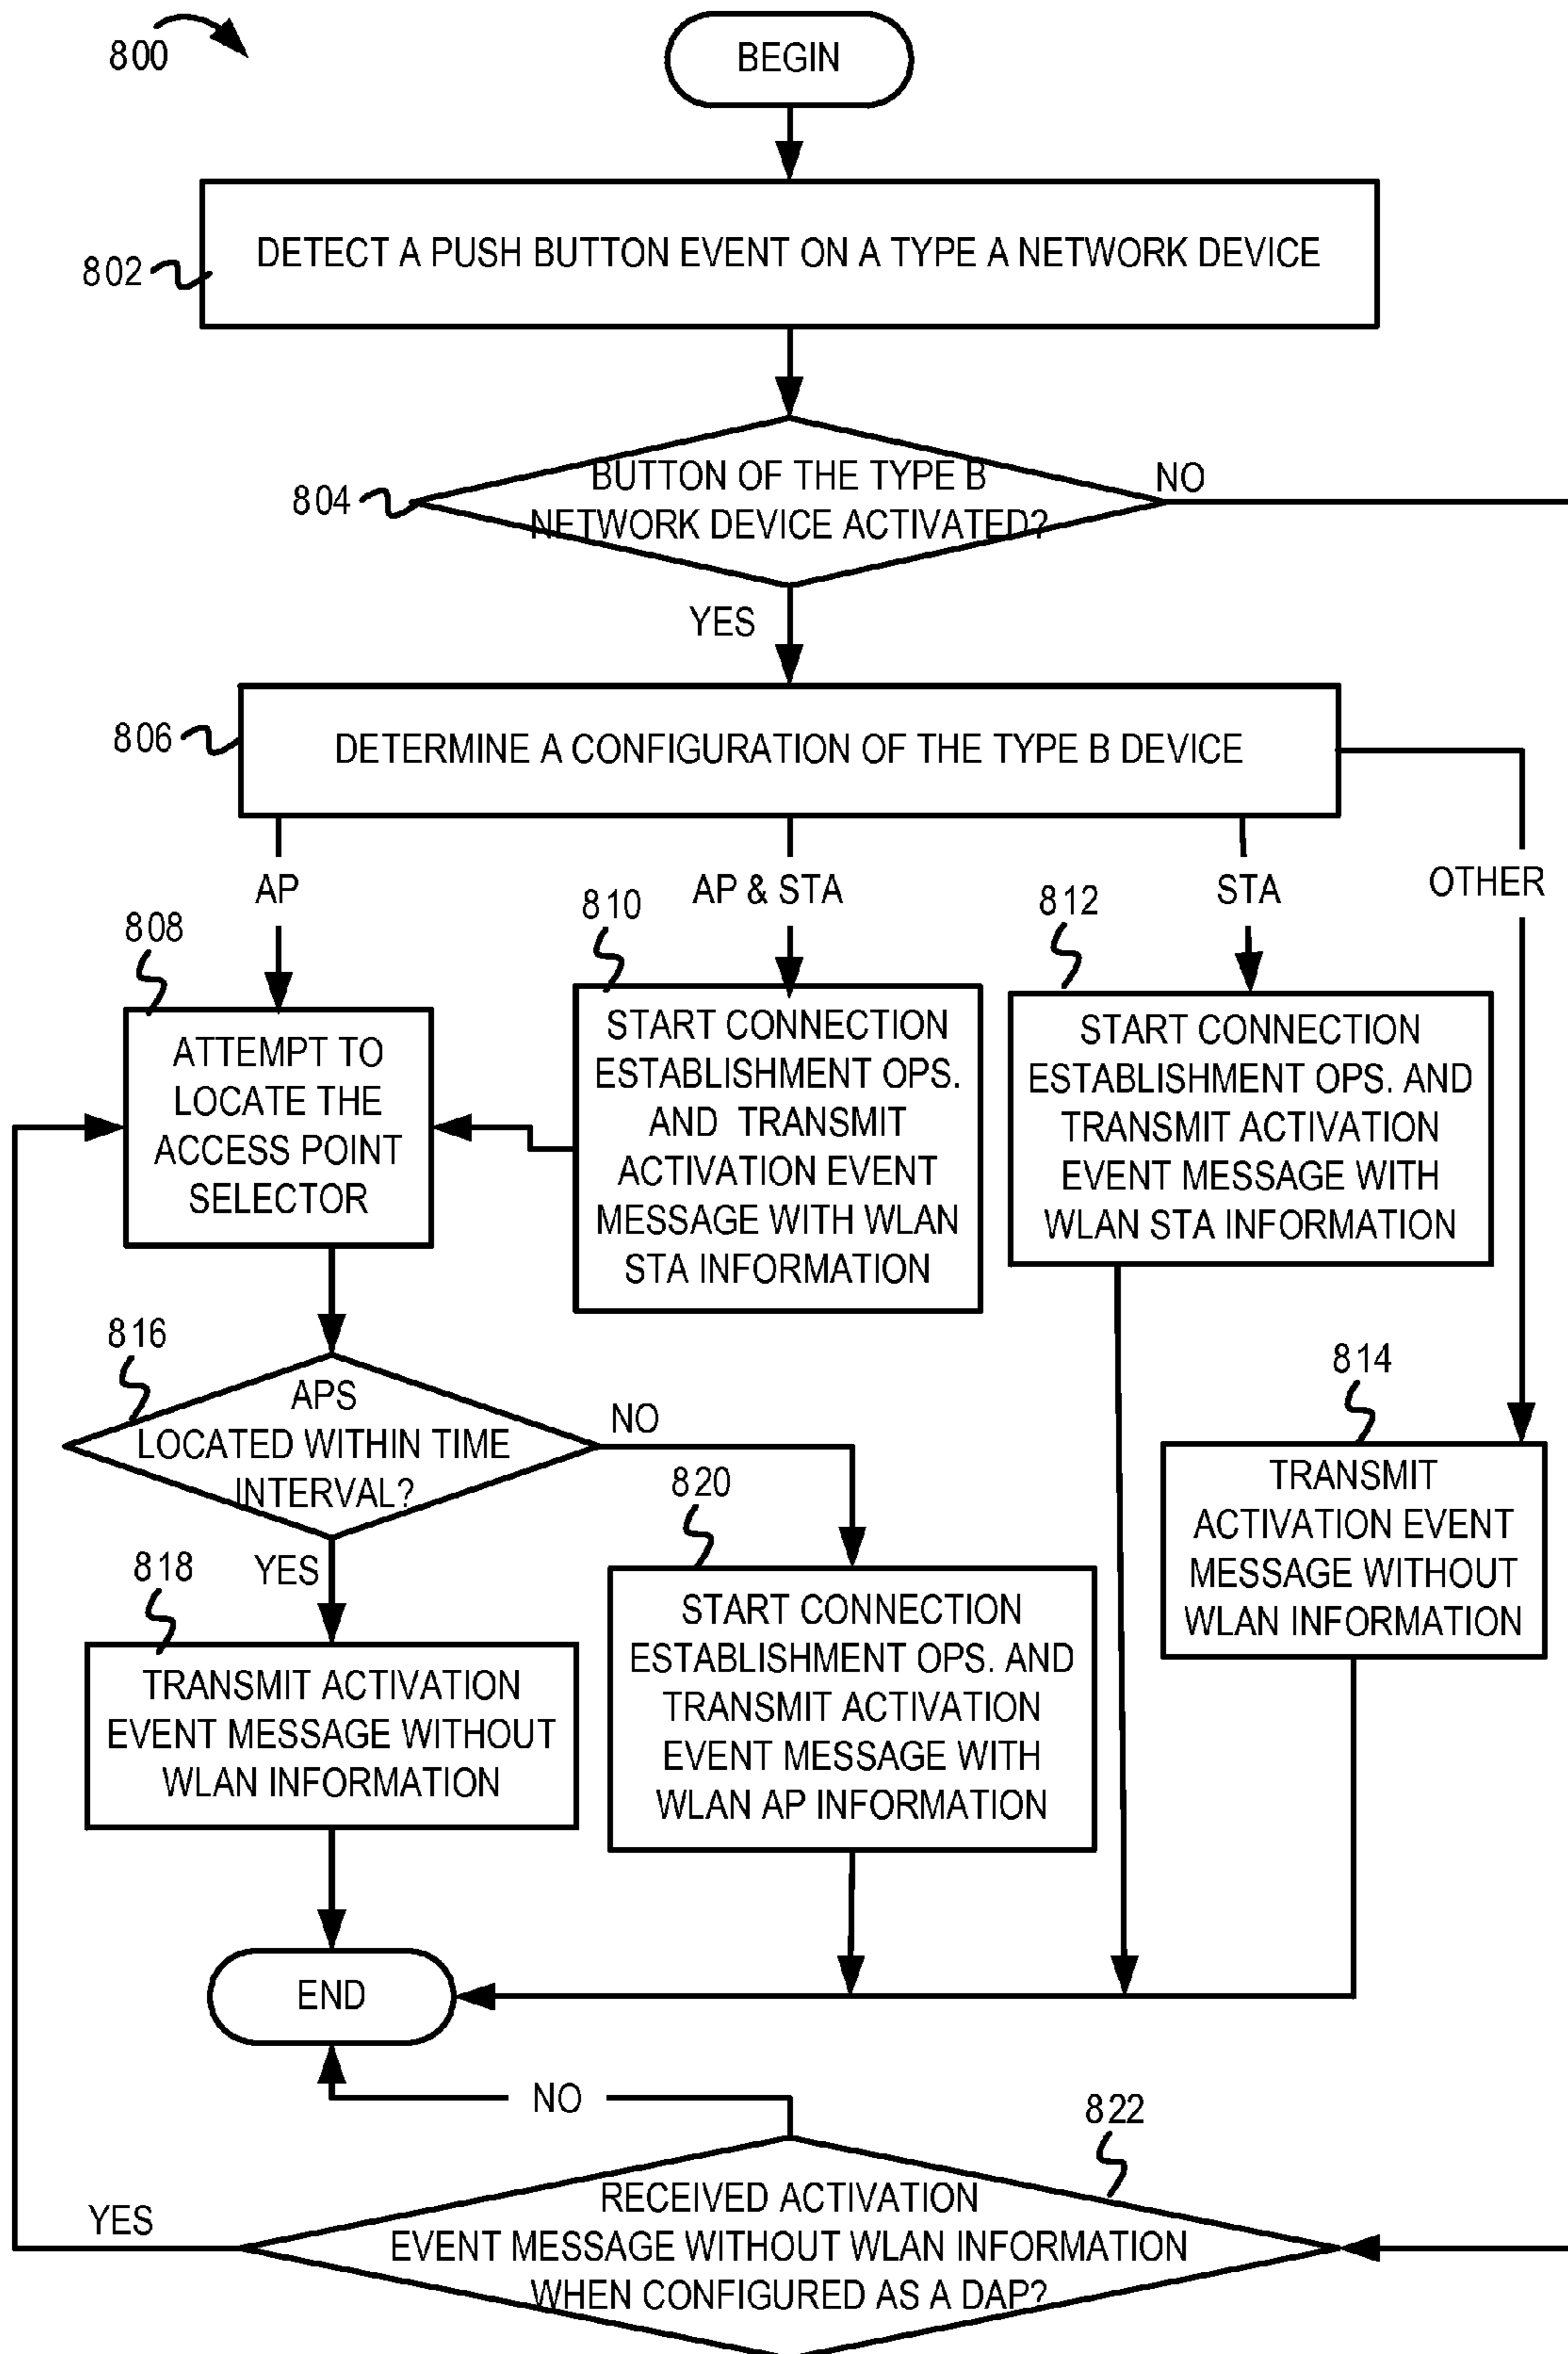 800
BEGIN
802
DETECT A PUSH BUTTON EVENT ON A TYPE A NETWORK DEVICE
804
BUTTON OF THE TYPE B
NETWORK DEVICE ACTIVATED?
NO
YES
806
DETERMINE A CONFIGURATION OF THE TYPE B DEVICE
AP
AP & STA
STA
OTHER
808
ATTEMPT TO
LOCATE THE
ACCESS POINT
SELECTOR
810
START CONNECTION
ESTABLISHMENT OPS.
AND TRANSMIT
ACTIVATION EVENT
MESSAGE WITH WLAN
STA INFORMATION
812
START CONNECTION
ESTABLISHMENT OPS. AND
TRANSMIT ACTIVATION
EVENT MESSAGE WITH
WLAN STA INFORMATION
814
TRANSMIT
ACTIVATION EVENT
MESSAGE WITHOUT
WLAN INFORMATION
816
APS
LOCATED WITHIN TIME
INTERVAL?
NO
YES
818
TRANSMIT ACTIVATION
EVENT MESSAGE WITHOUT
WLAN INFORMATION
820
START CONNECTION
ESTABLISHMENT OPS. AND
TRANSMIT ACTIVATION
EVENT MESSAGE WITH
WLAN AP INFORMATION
END
NO
822
YES
RECEIVED ACTIVATION
EVENT MESSAGE WITHOUT WLAN INFORMATION
WHEN CONFIGURED AS A DAP?